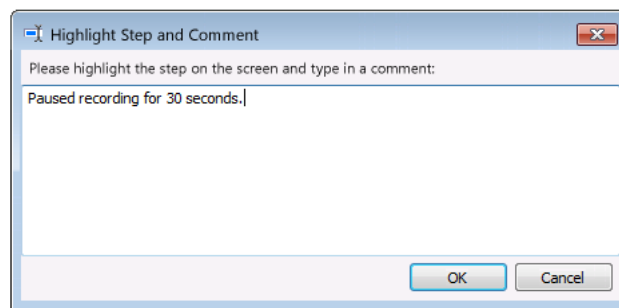 Highlight Step and Comment
Please highlight the step on the screen and type in a comment:
Paused recording for 30 seconds.
OK Cancel